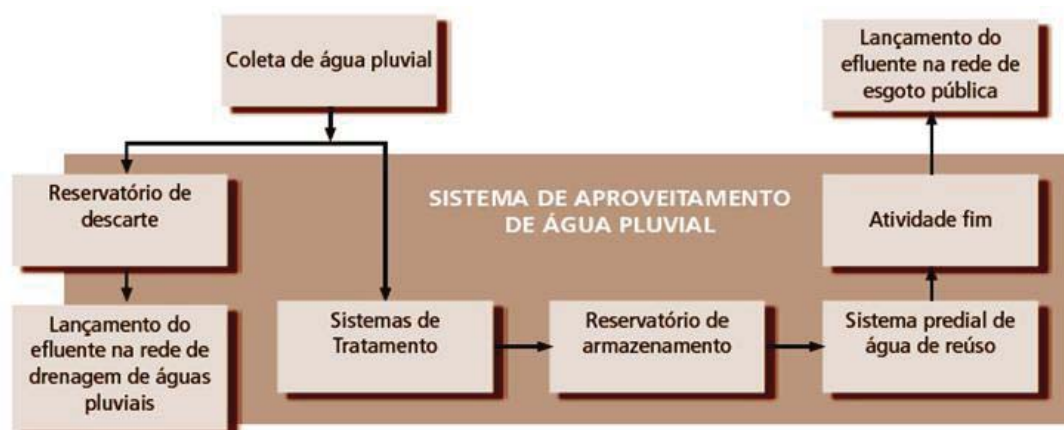 Coleta de água pluvial
Lançamento do
efluente na rede de
esgoto pública
Reservatório de
descarte
SISTEMA DE APROVEITAMENTO
DE ÁGUA PLUVIAL
Atividade fim
Lançamento do
efluente na rede de
drenagem de águas
pluviais
Sistemas de
Tratamento
Reservatório de
armazenamento
Sistema predial de
água de reúso